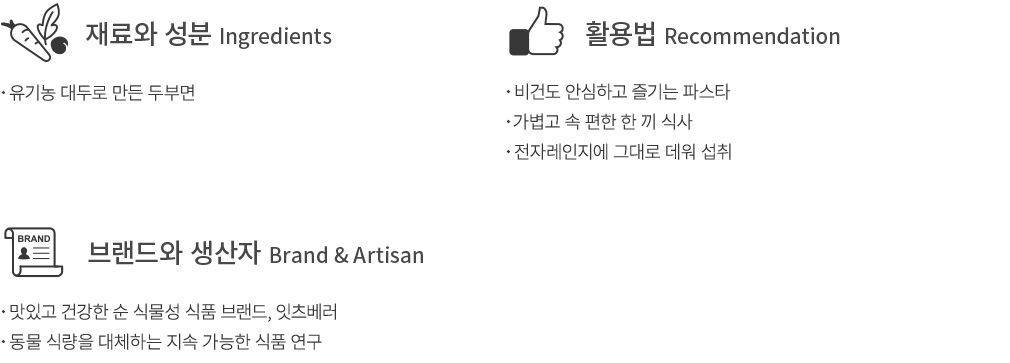 재료와 성분 Ingredients
· 유기농 대두로 만든 두부면
활용법 Recommendation
· 비건도 안심하고 즐기는 파스타
· 가볍고 속 편한 한 끼 식사
· 전자레인지에 그대로 데워 섭취
BRAND
브랜드와 생산자 Brand & Artisan
· 맛있고 건강한 순 식물성 식품 브랜드, 잇츠베러
· 동물 식량을 대체하는 지속 가능한 식품 연구